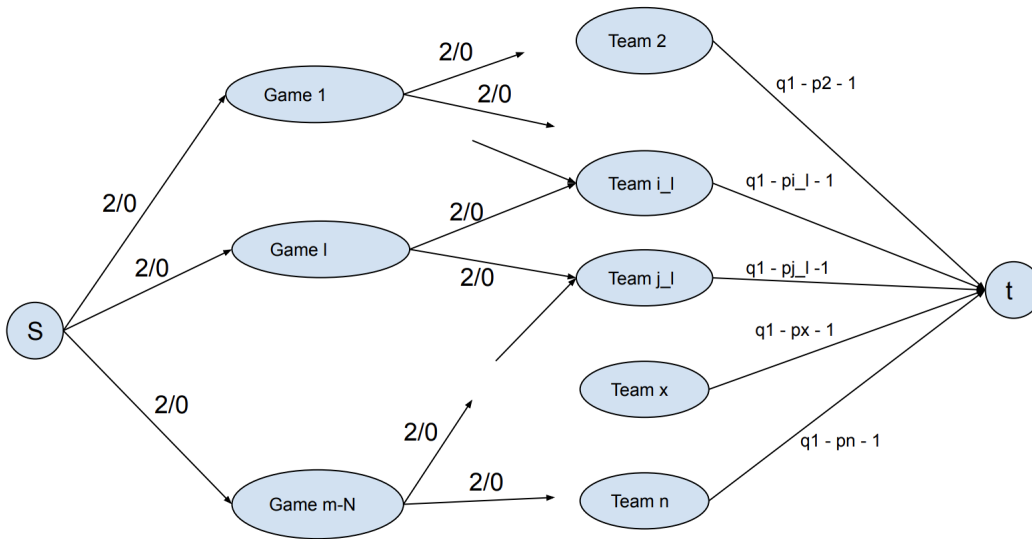 Team 2
2/0
q1 - p2 - 1
Game 1
2/0
Team i_l
q1 - pi_l - 1
2/0
2/0
Game l
Team j_l
q1 - pj_l -1
2/0
2/0
S
t
q1 - px - 1
Team x
2/0
2/0
q1 - pn - 1
2/0
Game m-N
Team n